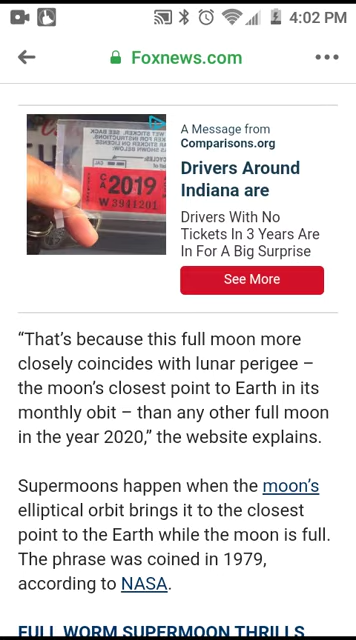 4:02 PM
Foxnews.com
A Message from
Comparisons.org
Drivers Around
Indiana are
Drivers With No
Tickets In 3 Years Are
In For A Big Surprise
See More
CA 2019
W3941201
“That’s because this full moon more
closely coincides with lunar perigee –
the moon’s closest point to Earth in its
monthly obit – than any other full moon
in the year 2020,” the website explains.
Supermoons happen when the moon’s
elliptical orbit brings it to the closest
point to the Earth while the moon is full.
The phrase was coined in 1979,
according to NASA.
FULL WORM SUPERMOON THRILLS